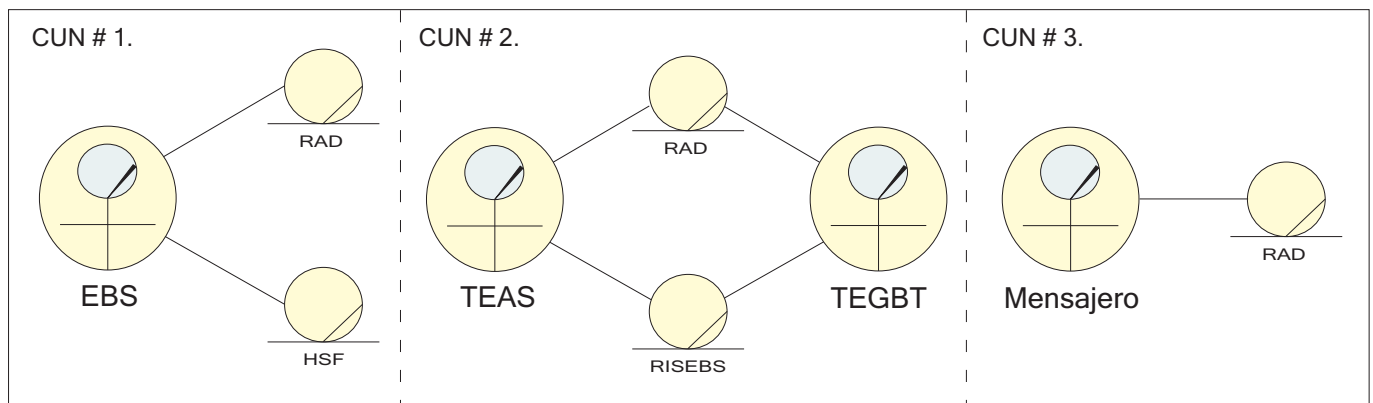 CUN # 1.
RAD
EBS
HSF
CUN # 2.
RAD
TEAS
TEGBT
RISEBS
CUN # 3.
RAD
Mensajero